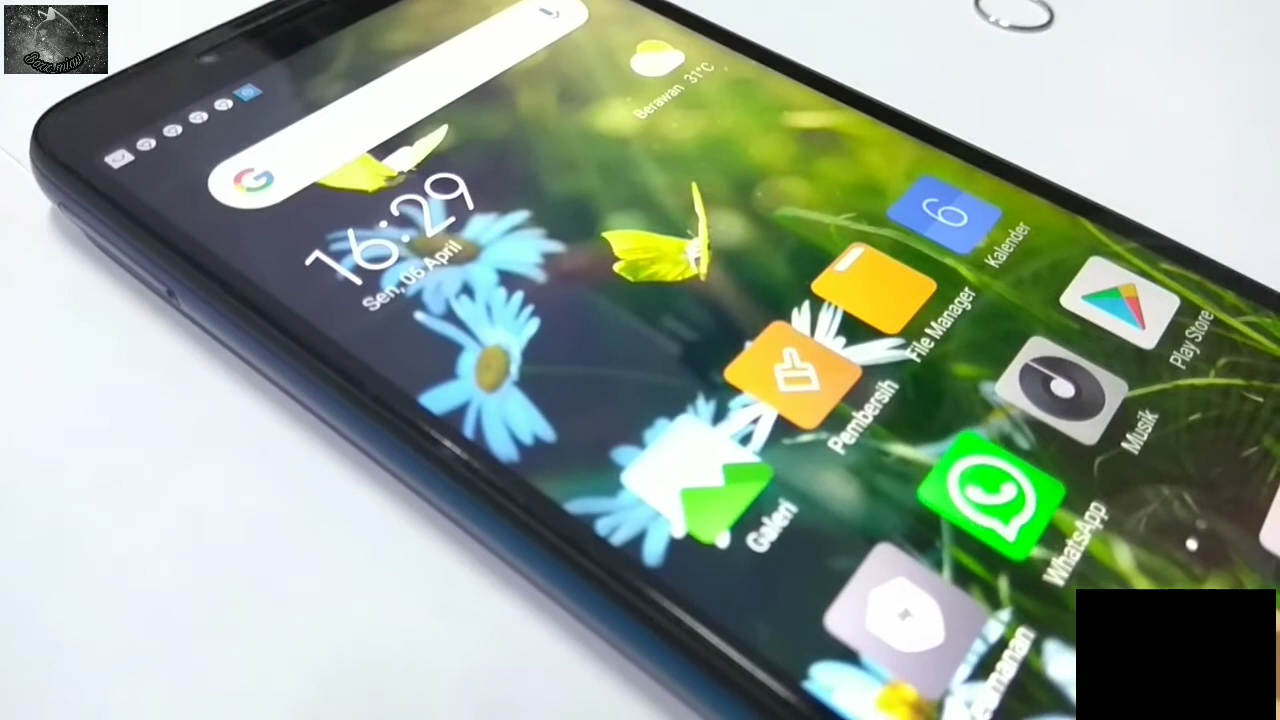 Berawan 31°C
16:29
Sen, 06 April
6
Kalender
File Manager
Play Store
Pembersih
Musik
Galeri
WhatsApp